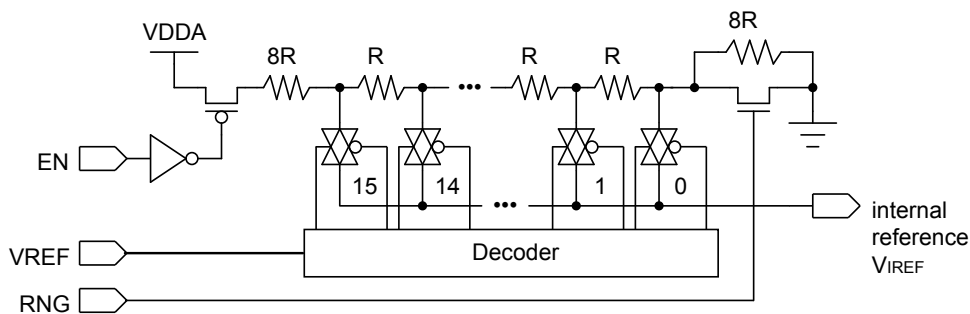 8R
VDDA
8R
R
...
R
R
EN
15
14
1
0
...
internal
reference
VIREF
Decoder
VREF
RNG